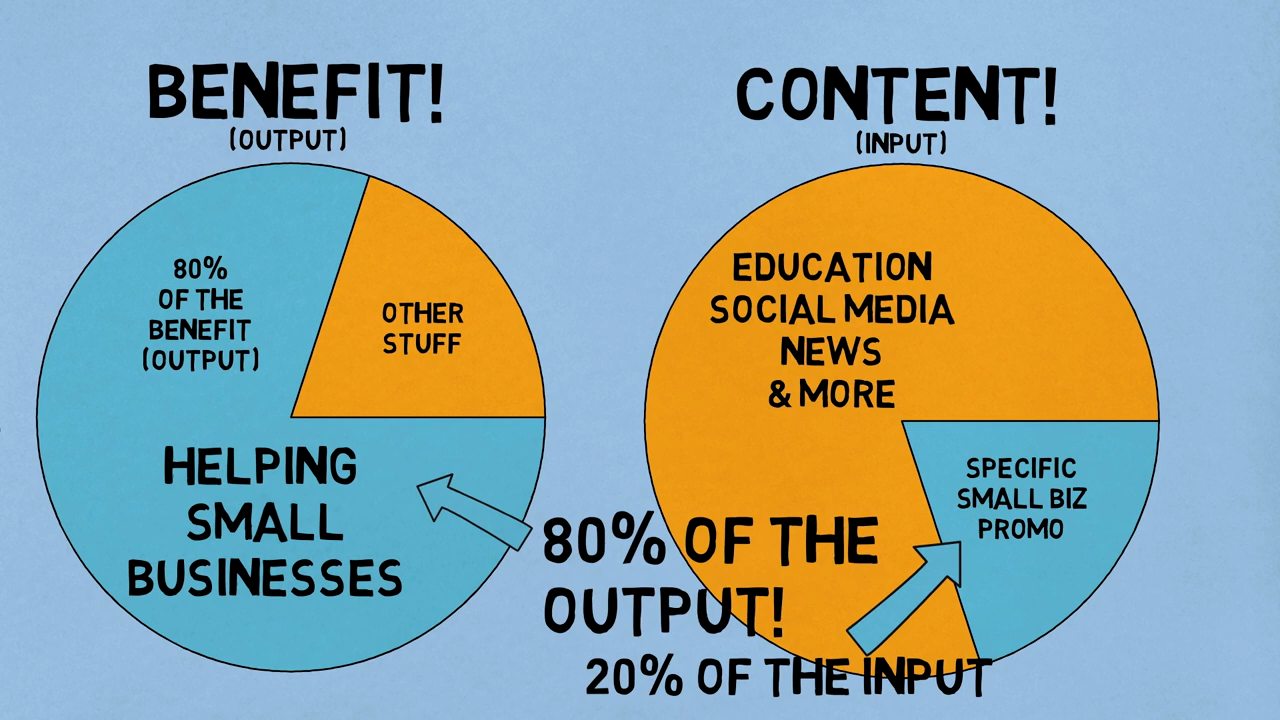 BENEFIT!
(OUTPUT)
80%
OF THE
BENEFIT
(OUTPUT)
OTHER
STUFF
HELPING
SMALL
BUSINESSES
CONTENT!
(INPUT)
EDUCATION
SOCIAL MEDIA
NEWS
& MORE
SPECIFIC
SMALL BIZ
PROMO
80% OF THE
OUTPUT!
20% OF THE INPUT